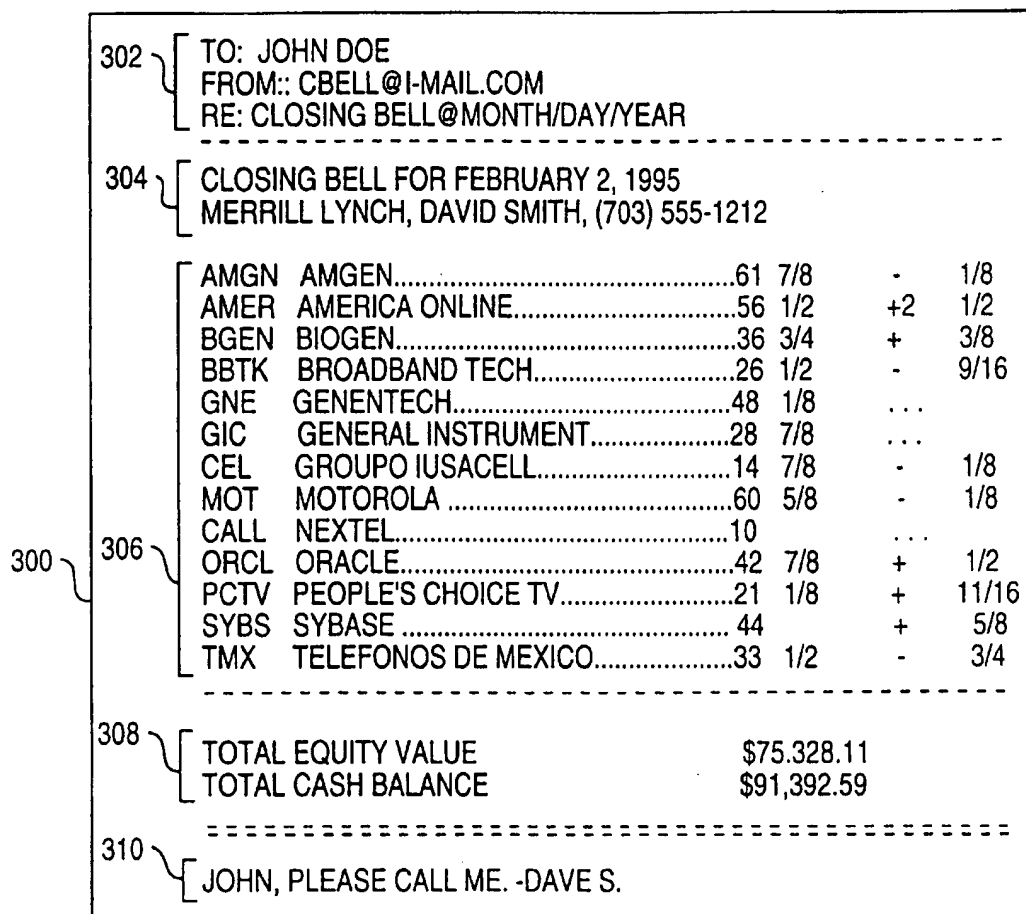 302 TO: JOHN DOE
FROM:: CBELL@I-MAIL.COM
RE: CLOSING BELL@MONTH/DAY/YEAR
304 CLOSING BELL FOR FEBRUARY 2, 1995
MERRILL LYNCH, DAVID SMITH, (703) 555-1212
AMGN AMGEN..........................................61 7/8 - 1/8
AMER AMERICA ONLINE...........................56 1/2 +2 1/2
BGEN BIOGEN.........................................36 3/4 + 3/8
BBTK BROADBAND TECH........................26 1/2 - 9/16
GNE GENENTECH..................................48 1/8 ...
GIC GENERAL INSTRUMENT.................28 7/8 ...
CEL GROUPO IUSACELL.......................14 7/8 - 1/8
MOT MOTOROLA ...................................60 5/8 - 1/8
CALL NEXTEL.........................................10 ...
300 306 ORCL ORACLE........................................42 7/8 + 1/2
PCTV PEOPLE'S CHOICE TV.....................21 1/8 + 11/16
SYBS SYBASE ........................................ 44 + 5/8
TMX TELEFONOS DE MEXICO.................33 1/2 - 3/4
308 TOTAL EQUITY VALUE $75.328.11
TOTAL CASH BALANCE $91,392.59
310 JOHN, PLEASE CALL ME. -DAVE S.